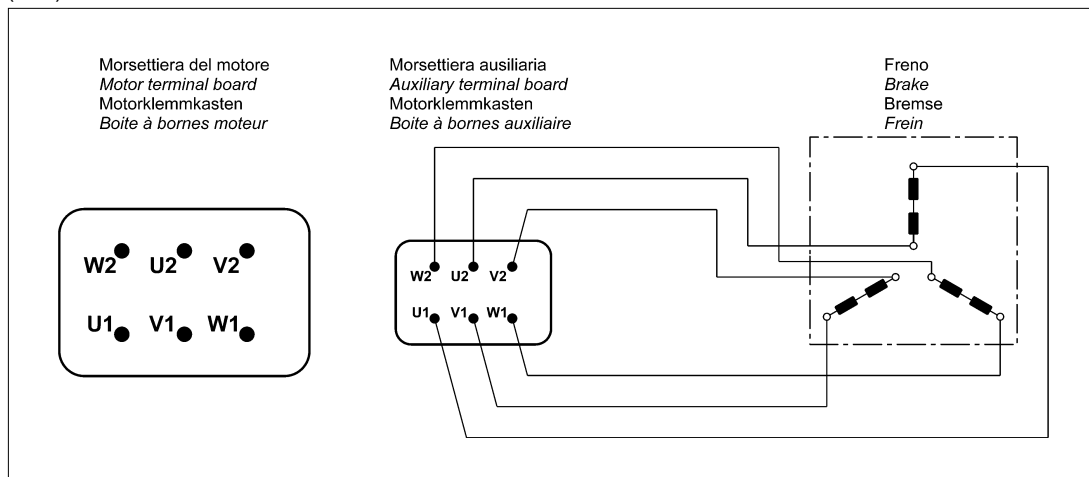 Morsettiera del motore
Motor terminal board
Motorklemmkasten
Boite à bornes moteur
Morsettiera ausiliaria
Auxiliary terminal board
Motorklemmkasten
Boite à bornes auxiliaire
Freno
Brake
Bremse
Frein
W2 U2 V2
U1 V1 W1
W2 U2 V2
U1 V1 W1